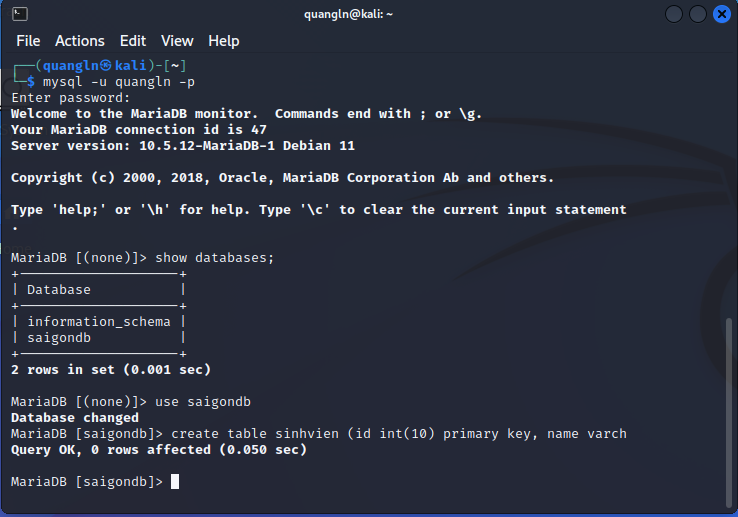 quangln@kali: ~
File Actions Edit View Help
┌──(quangln㉿kali)-[~]
└─$ mysql -u quangln -p
Enter password:
Welcome to the MariaDB monitor.  Commands end with ; or \g.
Your MariaDB connection id is 47
Server version: 10.5.12-MariaDB-1 Debian 11
Copyright (c) 2000, 2018, Oracle, MariaDB Corporation Ab and others.
Type 'help;' or '\h' for help. Type '\c' to clear the current input statement
.
MariaDB [(none)]> show databases;
+--------------------+
| Database           |
+--------------------+
| information_schema |
| saigondb           |
+--------------------+
2 rows in set (0.001 sec)
MariaDB [(none)]> use saigondb
Database changed
MariaDB [saigondb]> create table sinhvien (id int(10) primary key, name varch
Query OK, 0 rows affected (0.050 sec)
MariaDB [saigondb]>